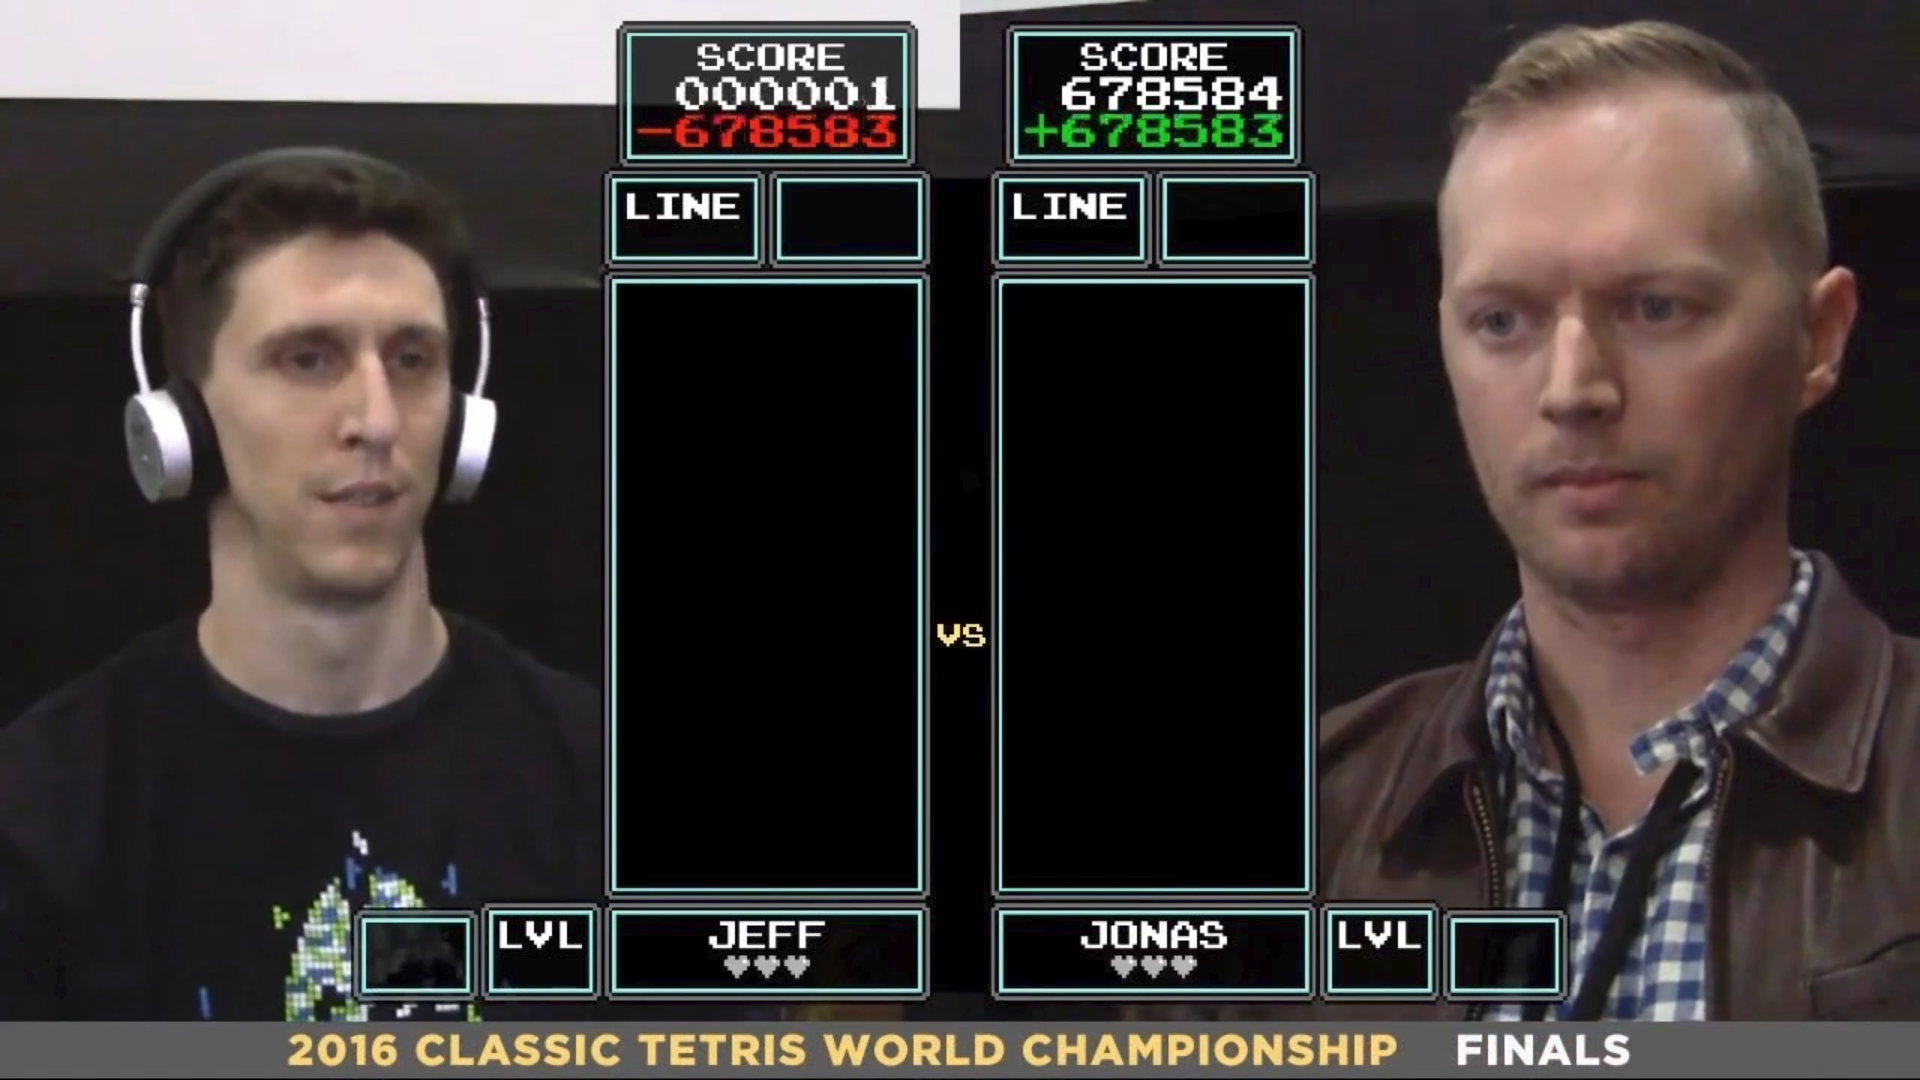 SCORE
000001
-678583
SCORE
678584
+678583
LINE
LINE
VS
LVL
JEFF
JONAS
LVL
2016 CLASSIC TETRIS WORLD CHAMPIONSHIP FINALS